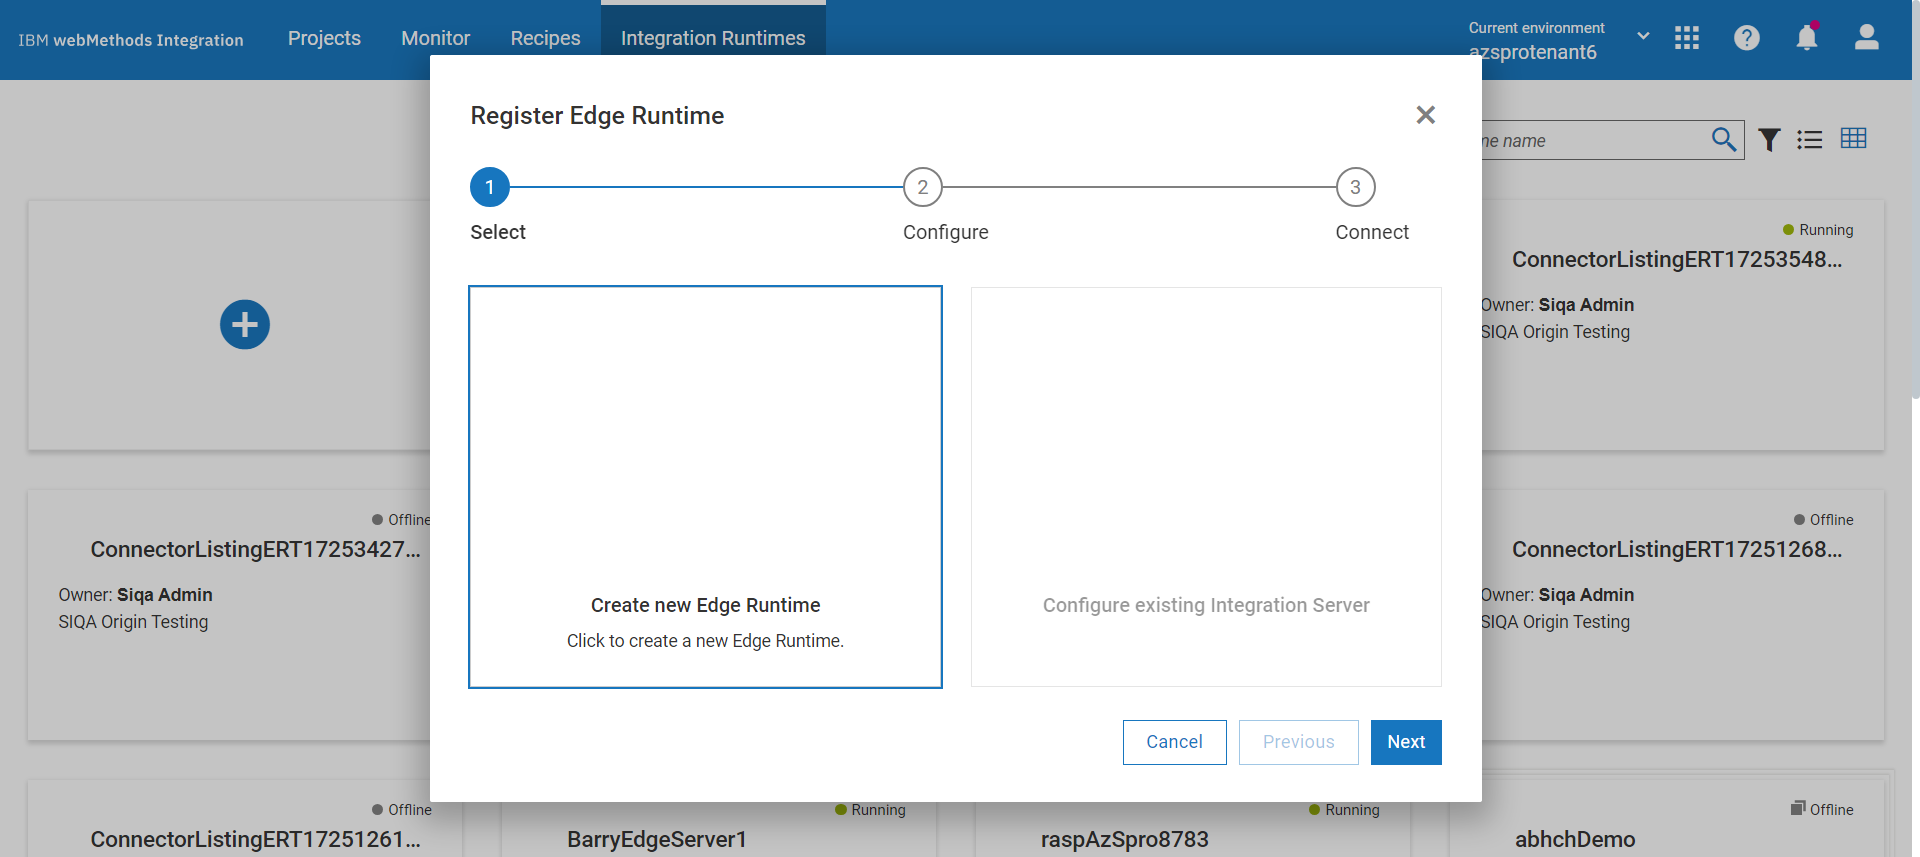 IBM webMethods Integration
Projects
Monitor
Recipes
Integration Runtimes
Current environment
azsprotenant6
Register Edge Runtime
me name
1
2
3
Select
Configure
Connect
Running
ConnectorListingERT17253548...
Owner: Siqa Admin
SIQA Origin Testing
Create new Edge Runtime
Click to create a new Edge Runtime.
Configure existing Integration Server
Offline
ConnectorListingERT17253427...
Owner: Siqa Admin
SIQA Origin Testing
Offline
ConnectorListingERT17251268...
Owner: Siqa Admin
SIQA Origin Testing
Cancel
Previous
Next
Offline
ConnectorListingERT17251261...
Running
BarryEdgeServer1
Running
raspAzSpro8783
Offline
abhchDemo